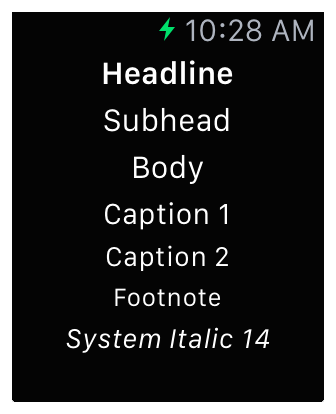 10:28 AM
Headline
Subhead
Body
Caption 1
Caption 2
Footnote
System Italic 14